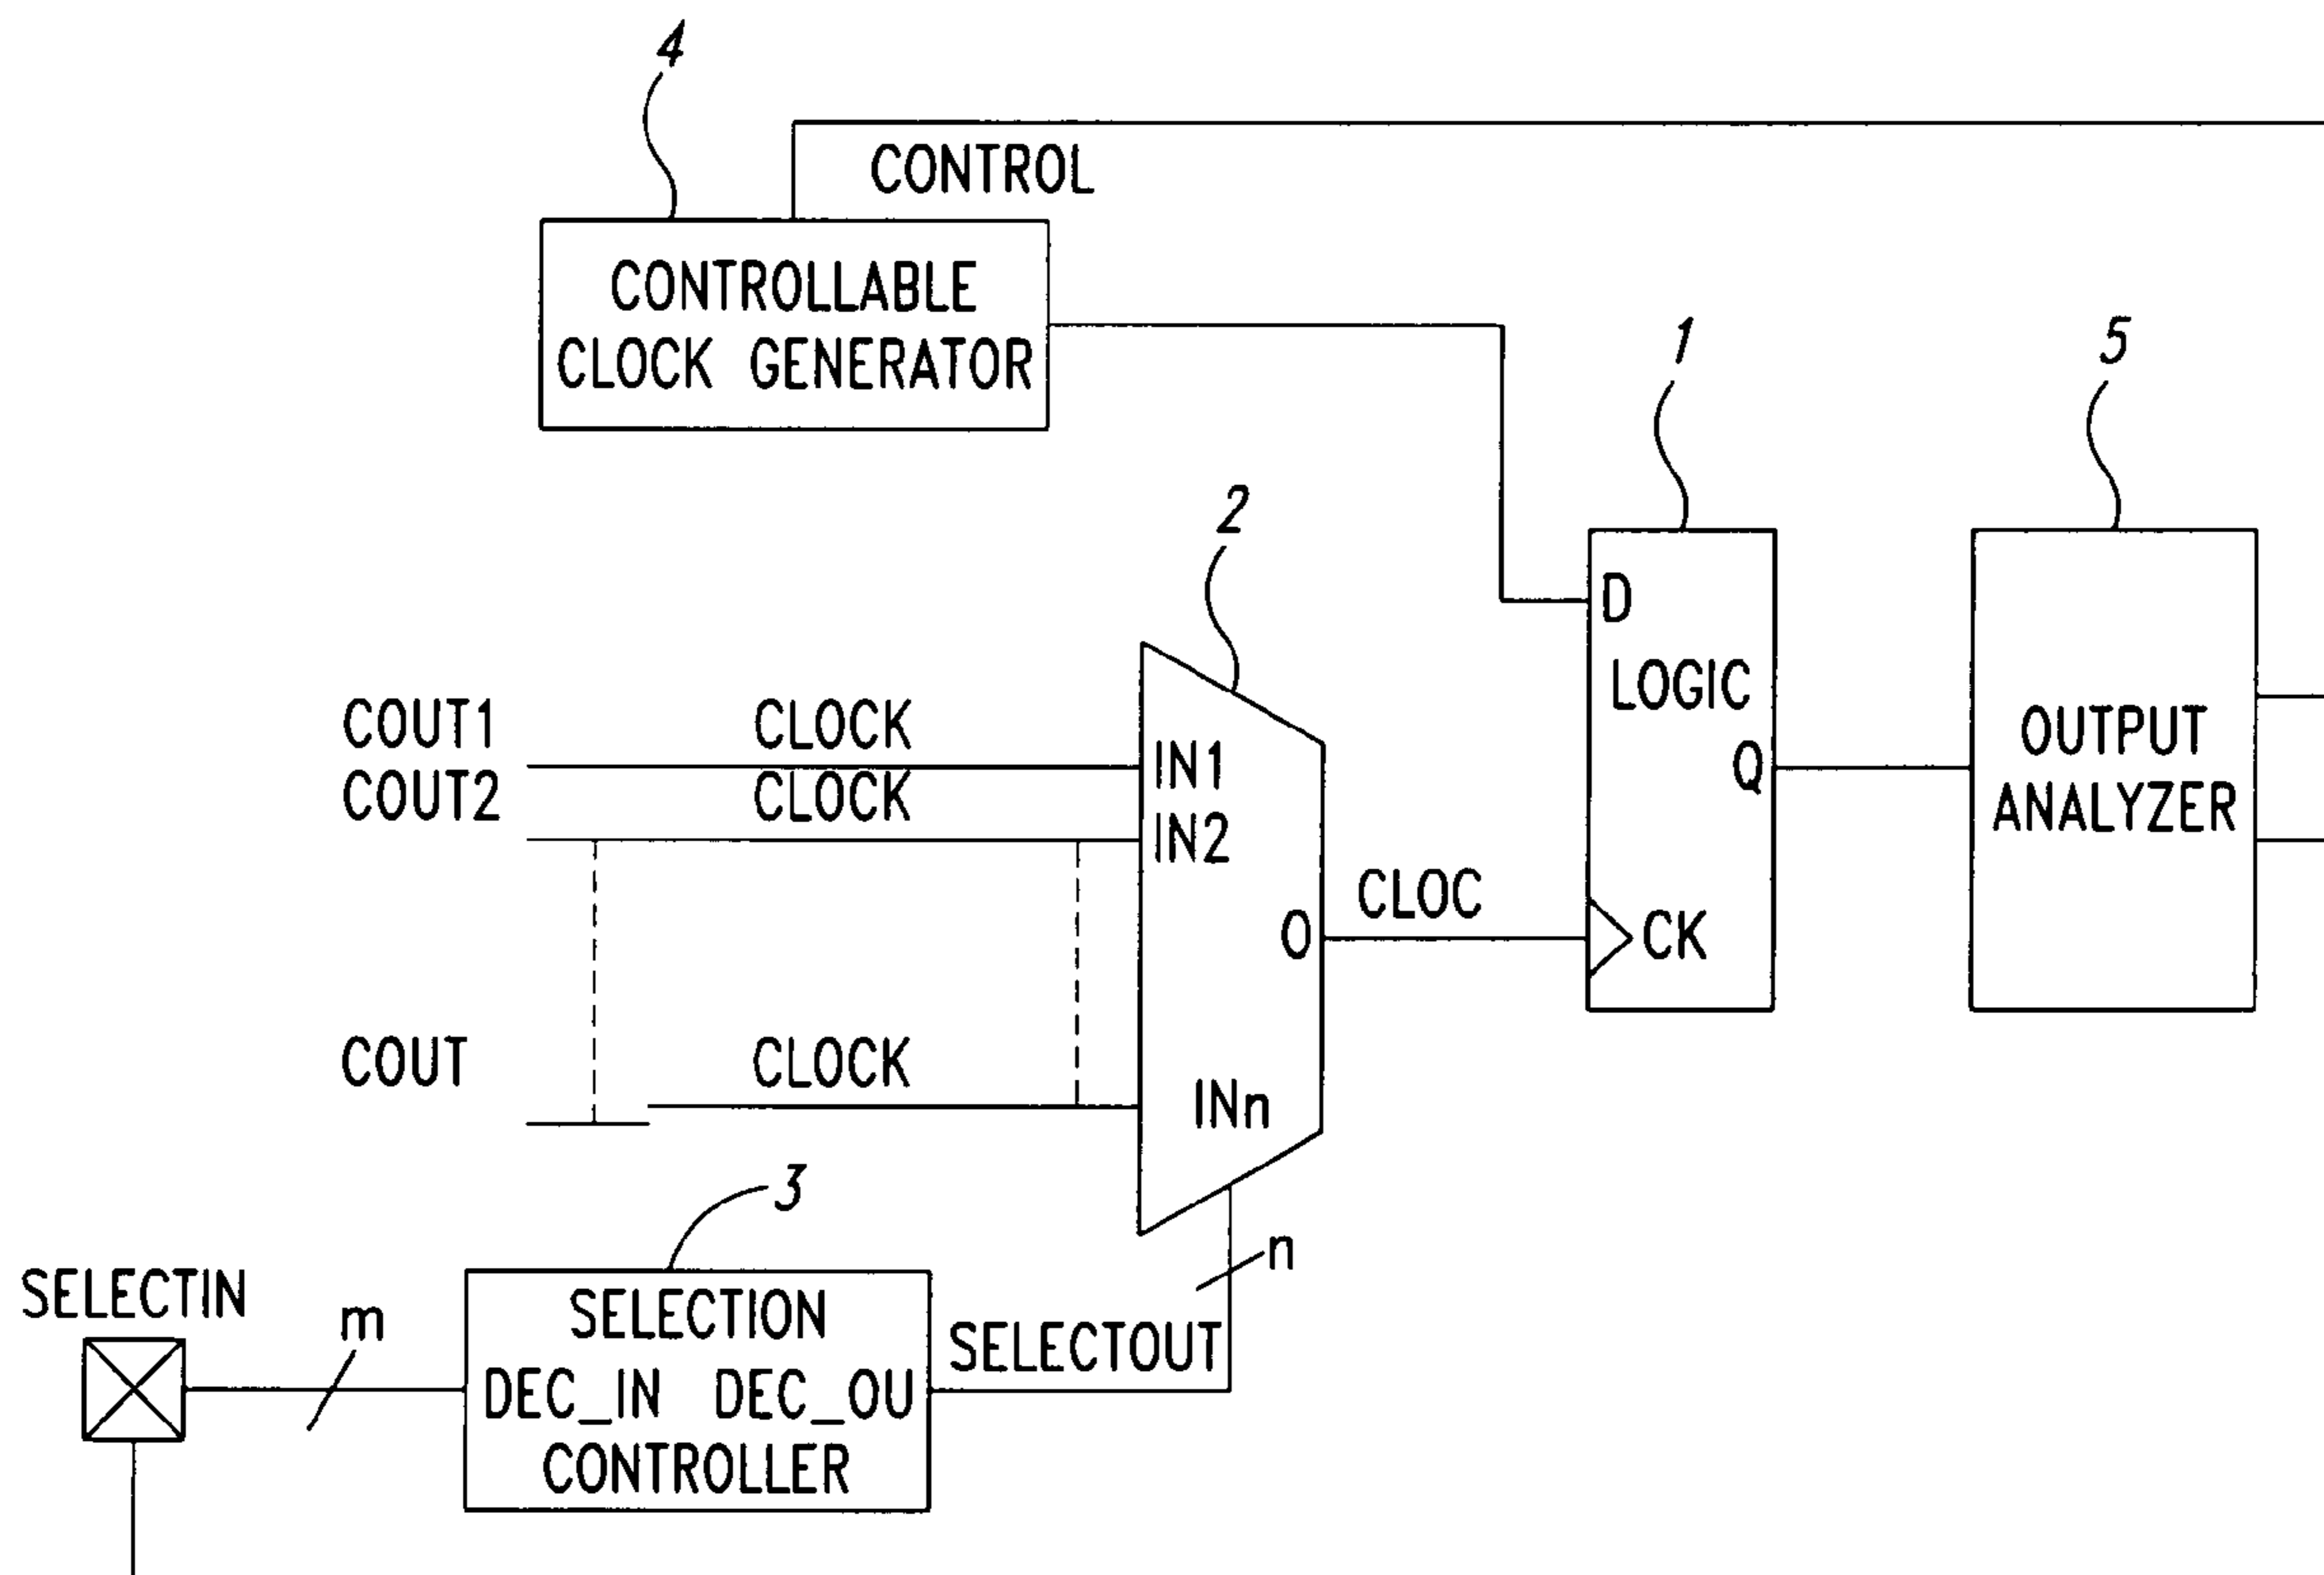 4
CONTROL
CONTROLLABLE
CLOCK GENERATOR
1
5
2
D
LOGIC
Q
CK
OUTPUT
ANALYZER
COUT1 CLOCK
COUT2 CLOCK
IN1
IN2
O
CLOC
COUT CLOCK
INn
3
n
SELECTIN
m
SELECTION
DEC_IN DEC_OU
CONTROLLER
SELECTOUT